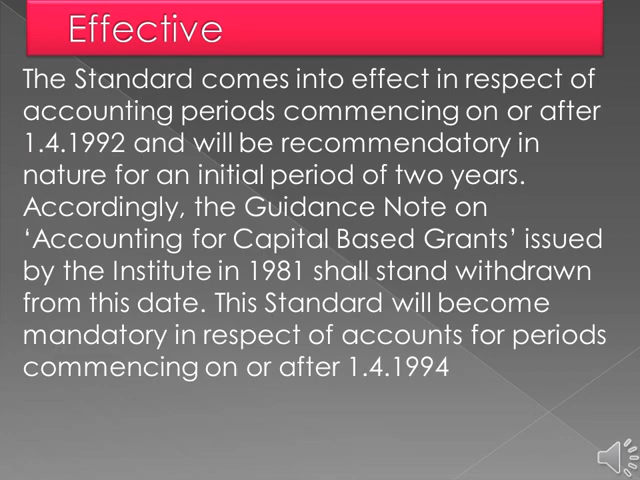 Effective
The Standard comes into effect in respect of
accounting periods commencing on or after
1.4.1992 and will be recommendatory in
nature for an initial period of two years.
Accordingly, the Guidance Note on
‘Accounting for Capital Based Grants’ issued
by the Institute in 1981 shall stand withdrawn
from this date. This Standard will become
mandatory in respect of accounts for periods
commencing on or after 1.4.1994